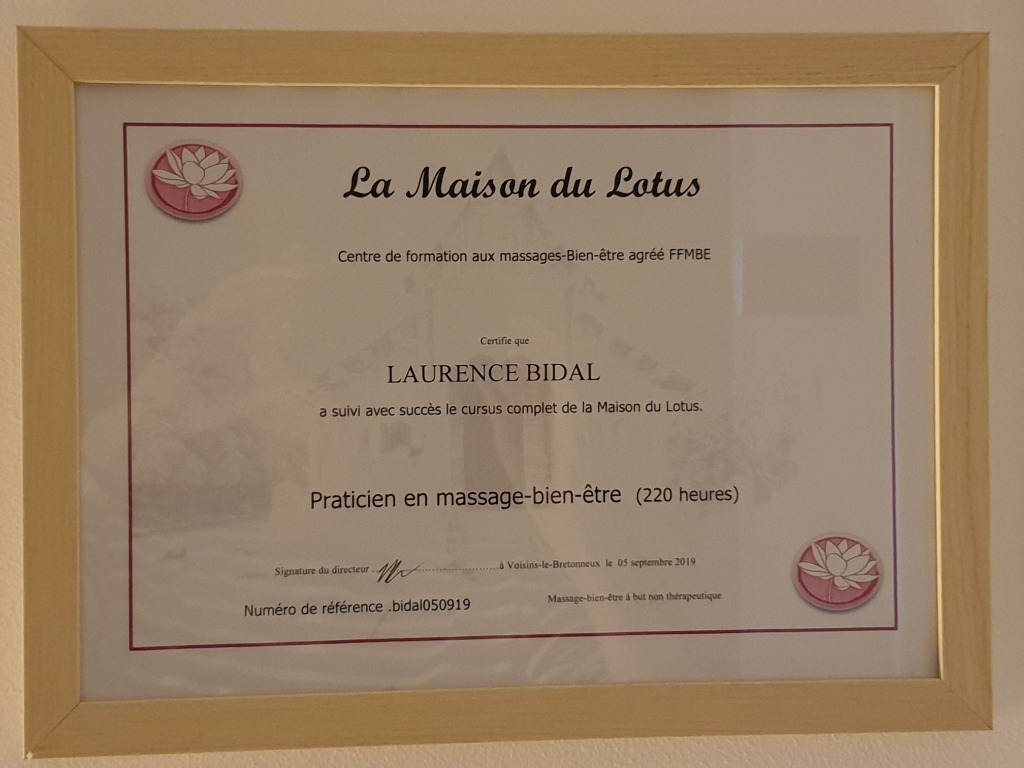 La Maison du Lotus
Centre de formation aux massages-Bien-être agréé FFMBE
Certifie que
LAURENCE BIDAL
a suivi avec succès le cursus complet de la Maison du Lotus.
Praticien en massage-bien-être (220 heures)
Signature du directeur ...............................à Voisins-le-Bretonneux le 05 septembre 2019
Numéro de référence .bidal050919
Massage-bien-être à but non thérapeutique